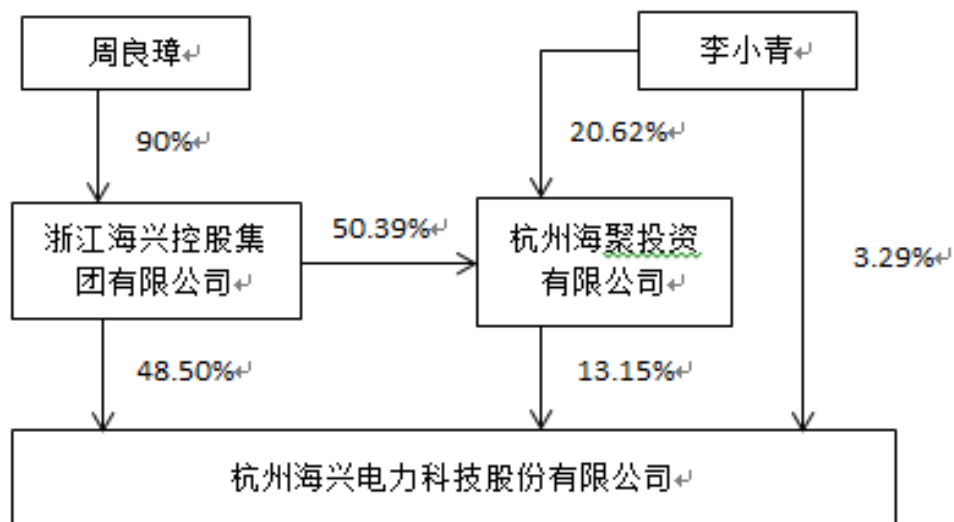 周良璋↵
李小青↵
90%↵
20.62%↵
浙江海兴控股集
团有限公司↵
50.39%↵
杭州海聚投资
有限公司↵
3.29%↵
48.50%↵
13.15%↵
杭州海兴电力科技股份有限公司↵